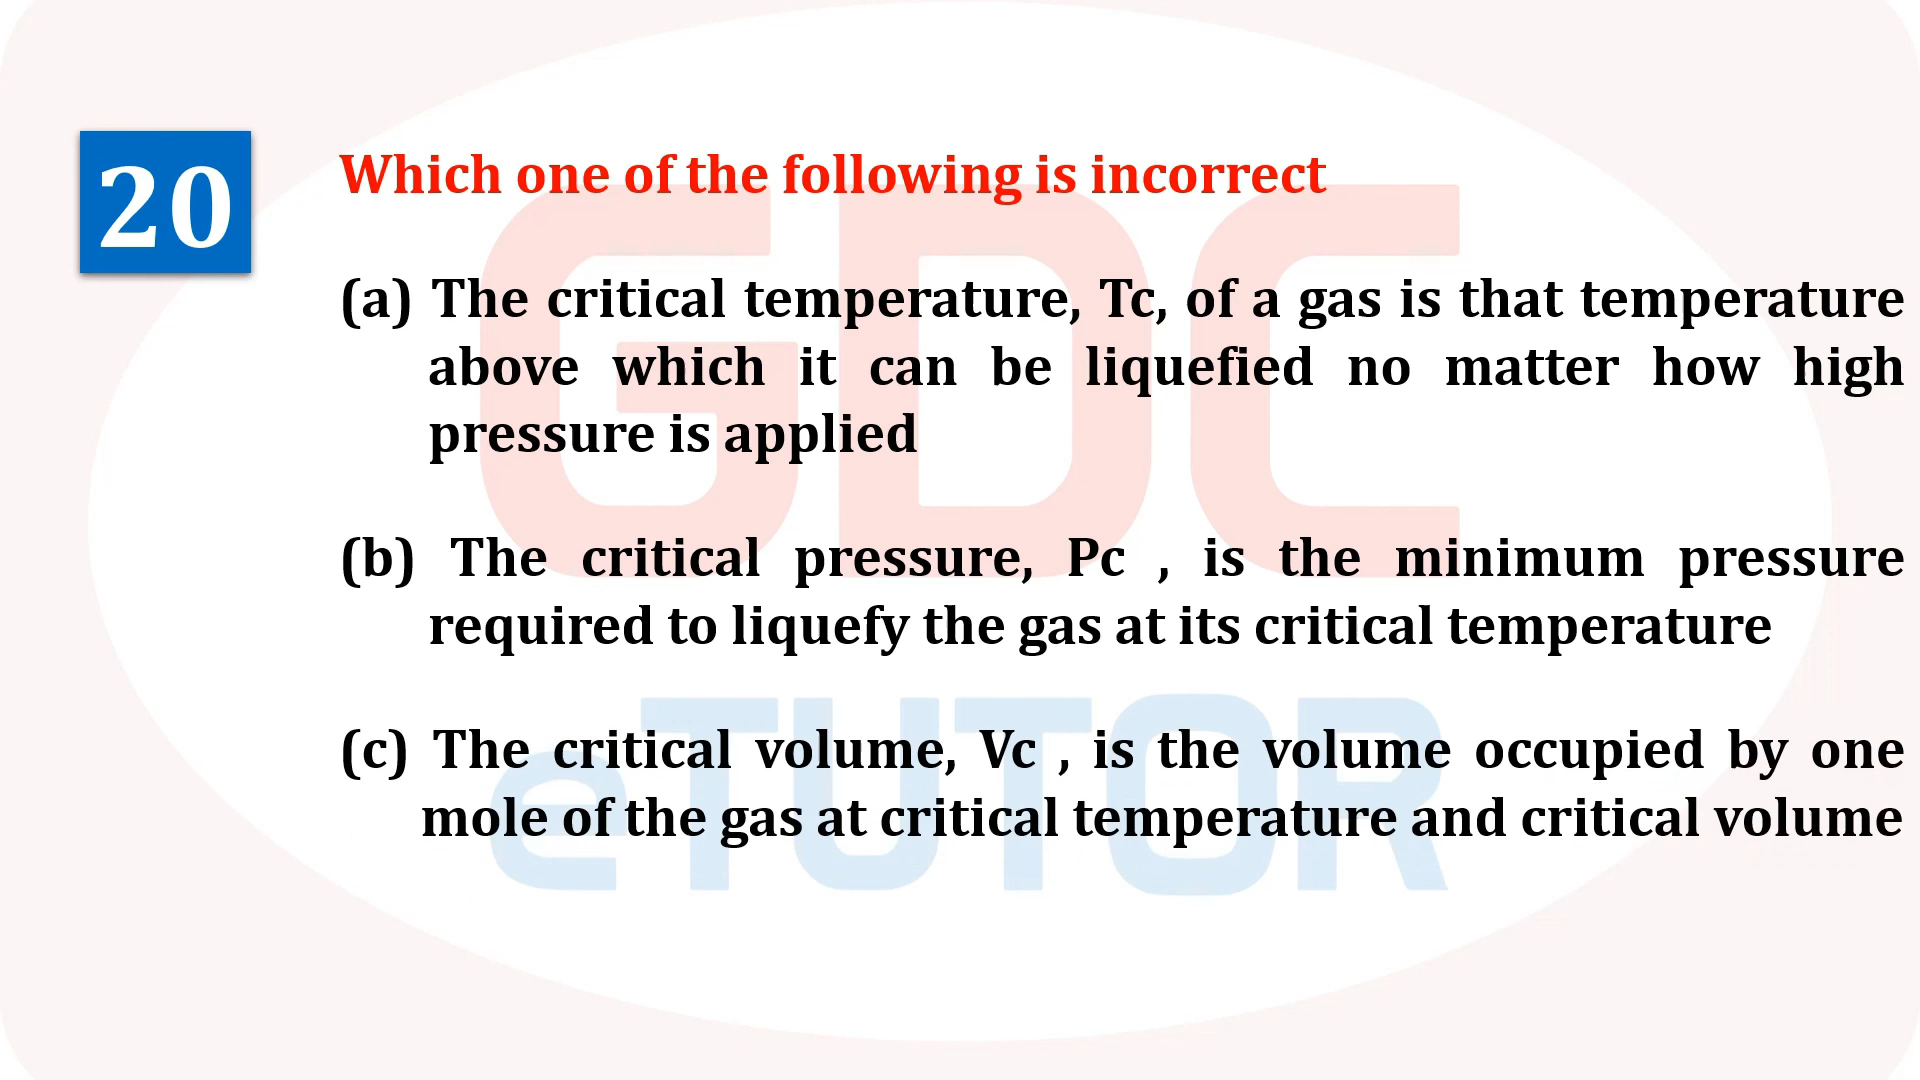 20
Which one of the following is incorrect
(a) The critical temperature, Tc, of a gas is that temperature
above which it can be liquefied no matter how high
pressure is applied
(b) The critical pressure, Pc , is the minimum pressure
required to liquefy the gas at its critical temperature
(c) The critical volume, Vc , is the volume occupied by one
mole of the gas at critical temperature and critical volume
GDC
eTUTOR